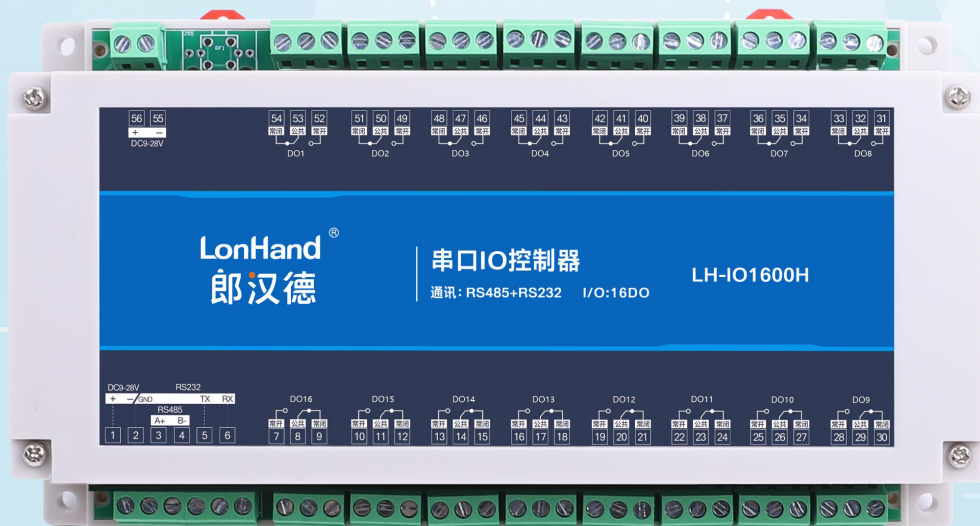 U$5
RF1
56 55
+ −
DC9-28V
54 53 52
常闭 公共 常开
DO1
51 50 49
常闭 公共 常开
DO2
48 47 46
常闭 公共 常开
DO3
45 44 43
常闭 公共 常开
DO4
42 41 40
常闭 公共 常开
DO5
39 38 37
常闭 公共 常开
DO6
36 35 34
常闭 公共 常开
DO7
33 32 31
常闭 公共 常开
DO8
LonHand®
郎汉德
串口IO控制器
通讯：RS485+RS232 I/O:16DO
LH-IO1600H
DC9-28V RS232
+ −/GND TX RX
RS485
A+ B-
1 2 3 4 5 6
DO16
常开 公共 常闭
7 8 9
DO15
常开 公共 常闭
10 11 12
DO14
常开 公共 常闭
13 14 15
DO13
常开 公共 常闭
16 17 18
DO12
常开 公共 常闭
19 20 21
DO11
常开 公共 常闭
22 23 24
DO10
常开 公共 常闭
25 26 27
DO9
常开 公共 常闭
28 29 30